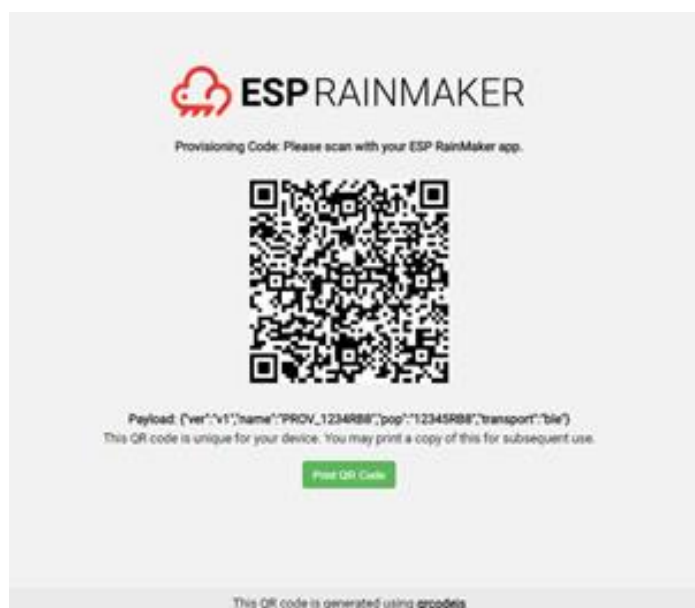 ESP RAINMAKER
Provisioning Code: Please scan with your ESP RainMaker app.
Payload: {"ver":"v1","name":"PROV_1234RB8","pop":"12345RB8","transport":"ble"}
This QR code is unique for your device. You may print a copy of this for subsequent use.
Print QR Code
This QR code is generated using qrcodejs